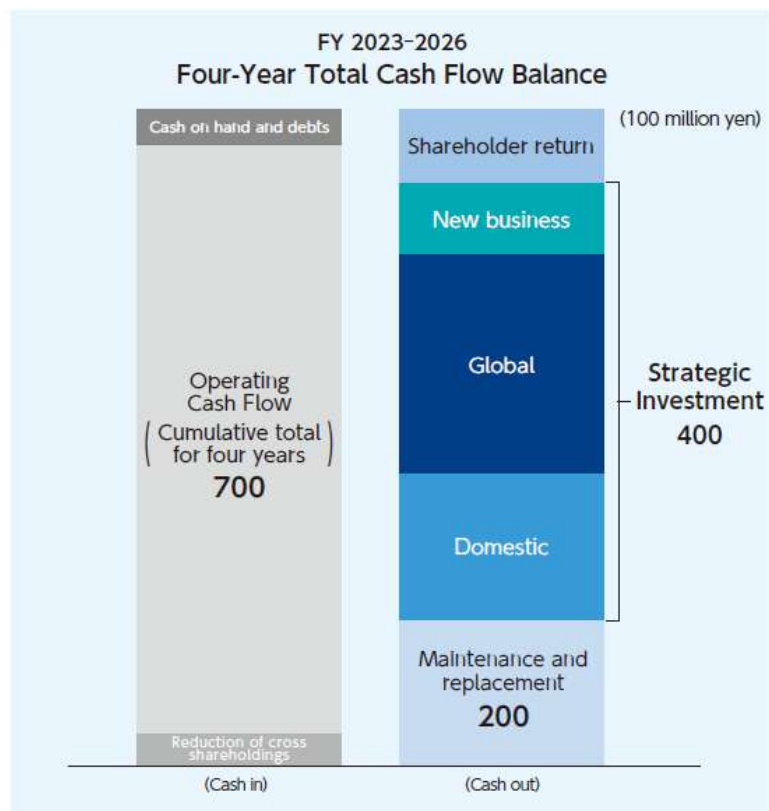 FY 2023-2026
Four-Year Total Cash Flow Balance
(100 million yen)
Cash on hand and debts
Operating
Cash Flow
(Cumulative total
for four years)
700
Reduction of cross
shareholdings
(Cash in)
Shareholder return
New business
Global
Domestic
Maintenance and
replacement
200
(Cash out)
Strategic
Investment
400